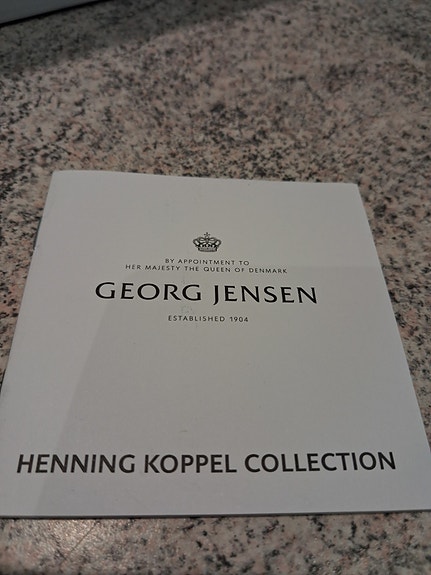 BY APPOINTMENT TO
HER MAJESTY THE QUEEN OF DENMARK
GEORG JENSEN
ESTABLISHED 1904
HENNING KOPPEL COLLECTION